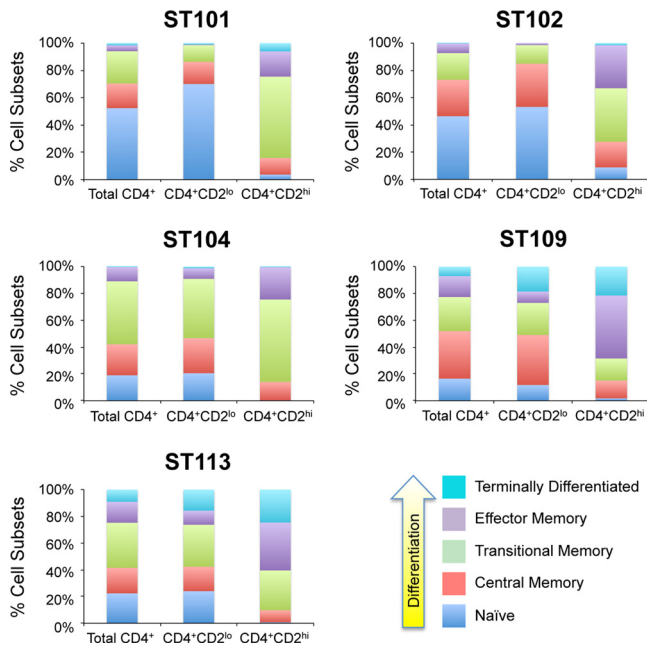 ST101
% Cell Subsets
100%
80%
60%
40%
20%
0%
Total CD4⁺ CD4⁺CD2ˡᵒ CD4⁺CD2ʰⁱ
ST102
% Cell Subsets
100%
80%
60%
40%
20%
0%
Total CD4⁺ CD4⁺CD2ˡᵒ CD4⁺CD2ʰⁱ
ST104
% Cell Subsets
100%
80%
60%
40%
20%
0%
Total CD4⁺ CD4⁺CD2ˡᵒ CD4⁺CD2ʰⁱ
ST109
% Cell Subsets
100%
80%
60%
40%
20%
0%
Total CD4⁺ CD4⁺CD2ˡᵒ CD4⁺CD2ʰⁱ
ST113
% Cell Subsets
100%
80%
60%
40%
20%
0%
Total CD4⁺ CD4⁺CD2ˡᵒ CD4⁺CD2ʰⁱ
Differentiation
Terminally Differentiated
Effector Memory
Transitional Memory
Central Memory
Naïve